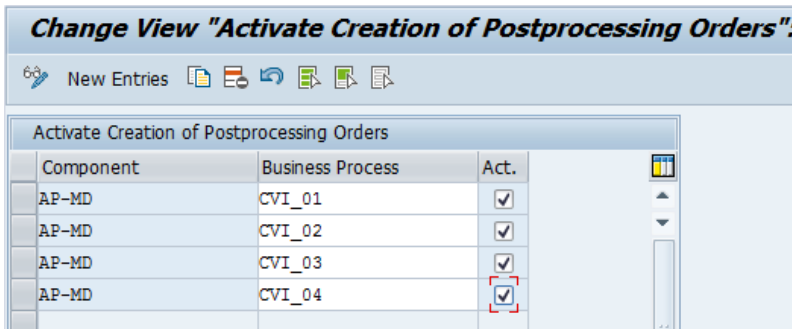 Change View "Activate Creation of Postprocessing Orders":
New Entries
Activate Creation of Postprocessing Orders
Component Business Process Act.
AP-MD CVI_01
AP-MD CVI_02
AP-MD CVI_03
AP-MD CVI_04